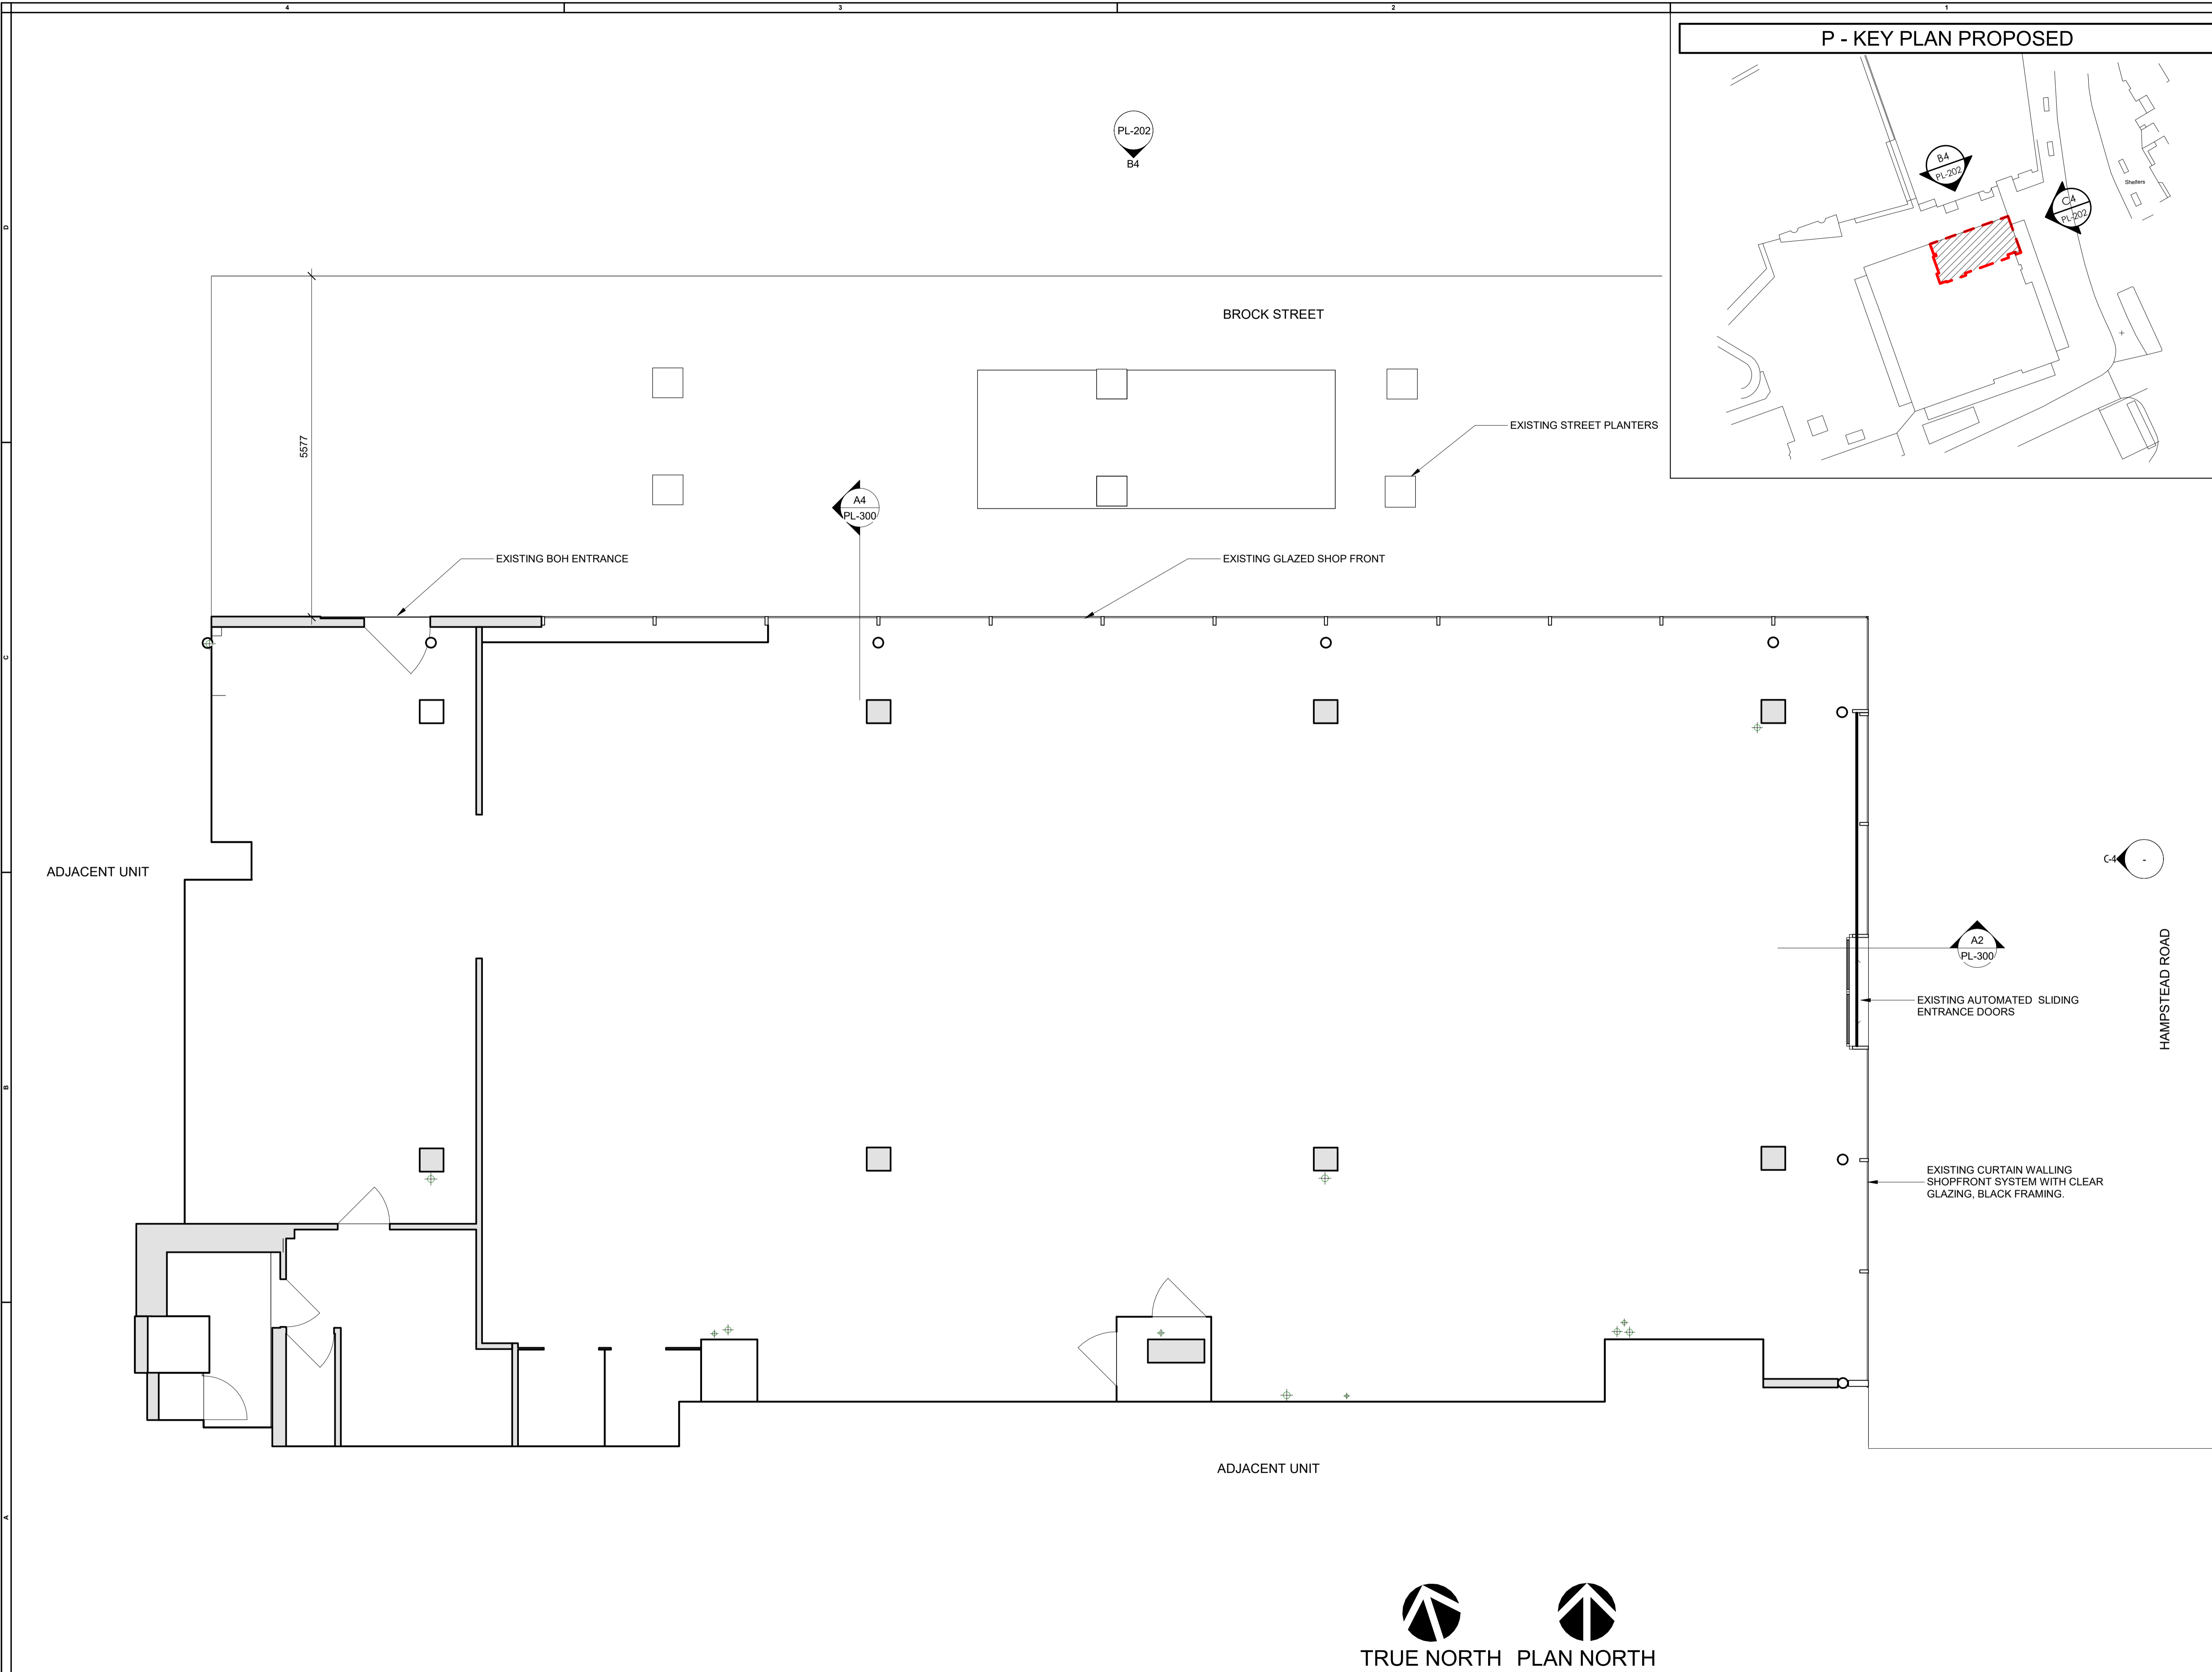 4
3
2
1
P - KEY PLAN PROPOSED
PL-202
B4
B4
PL-202
Shelters
C4
PL-202
D
BROCK STREET
EXISTING STREET PLANTERS
5577
A4
PL-300
EXISTING BOH ENTRANCE
EXISTING GLAZED SHOP FRONT
C
ADJACENT UNIT
C-4
-
HAMPSTEAD ROAD
A2
PL-300
EXISTING AUTOMATED SLIDING
ENTRANCE DOORS
B
EXISTING CURTAIN WALLING
SHOPFRONT SYSTEM WITH CLEAR
GLAZING, BLACK FRAMING.
ADJACENT UNIT
A
TRUE NORTH
PLAN NORTH